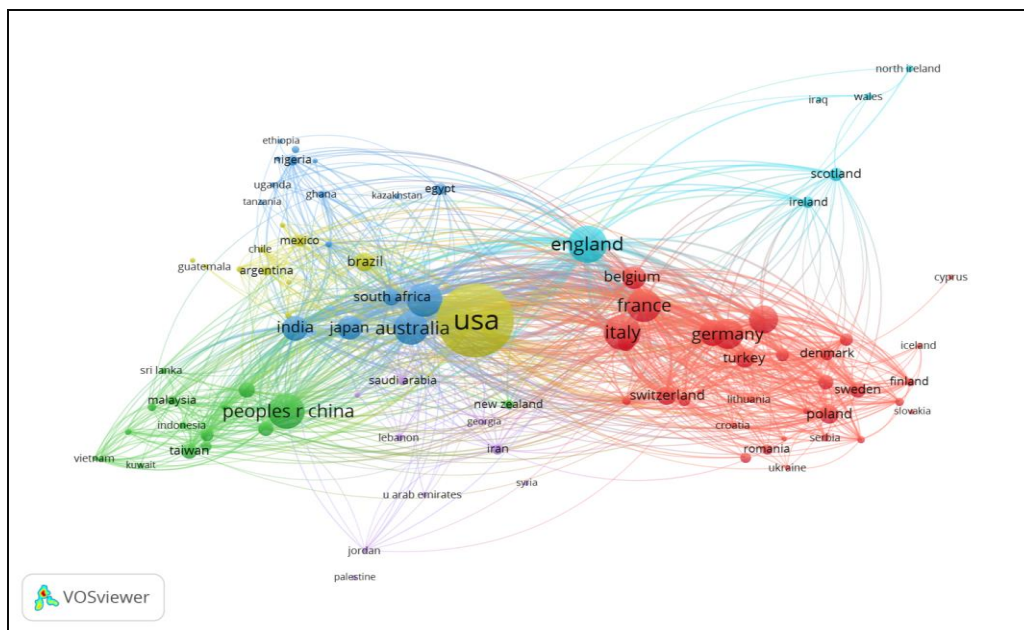 north ireland
iraq
wales
ethiopia
nigeria
scotland
uganda
ghana
kazakhstan
egypt
tanzania
ireland
mexico
england
chile
guatemala
argentina
brazil
belgium
cyprus
south africa
france
india
japan
australia
usa
italy
germany
iceland
turkey
denmark
sri lanka
saudi arabia
finland
malaysia
switzerland
lithuania
sweden
peoples r china
new zealand
slovakia
indonesia
georgia
croatia
poland
taiwan
lebanon
iran
romania
serbia
vietnam
kuwait
ukraine
syria
u arab emirates
jordan
palestine
VOSviewer